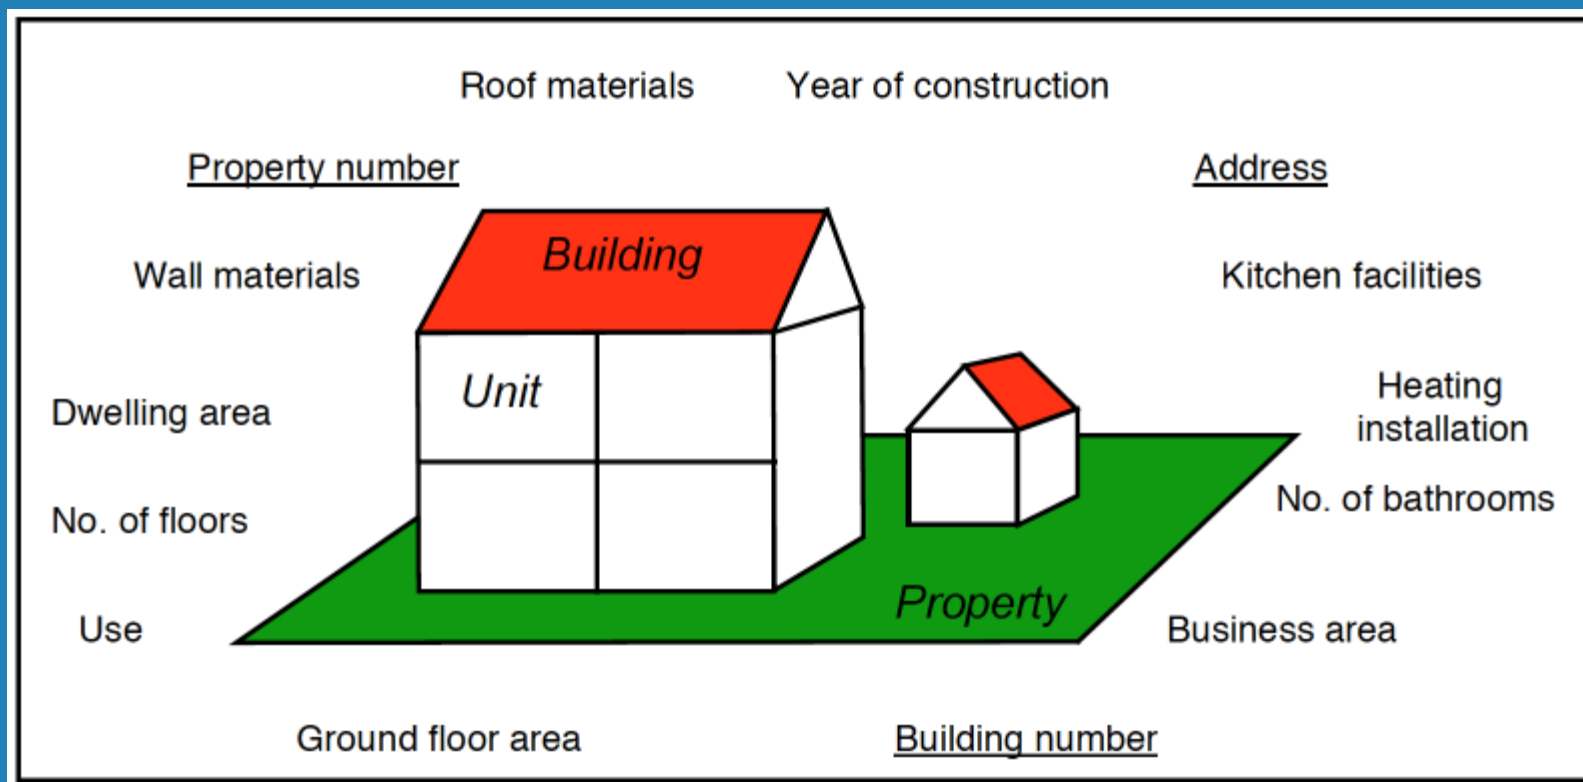 Roof materials
Year of construction
Property number
Address
Building
Wall materials
Kitchen facilities
Unit
Dwelling area
Heating
installation
No. of bathrooms
No. of floors
Property
Use
Business area
Ground floor area
Building number